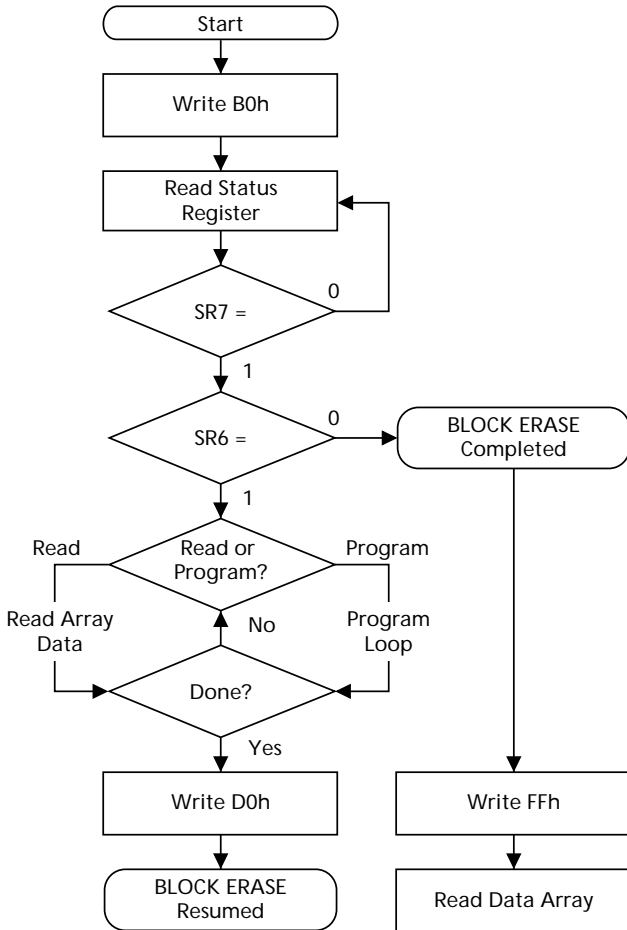 Start
Write B0h
Read Status
Register
0
SR7 =
1
0
SR6 =
BLOCK ERASE
Completed
1
Read
Read or
Program?
Program
Read Array
Data
No
Program
Loop
Done?
Yes
Write D0h
Write FFh
BLOCK ERASE
Resumed
Read Data Array